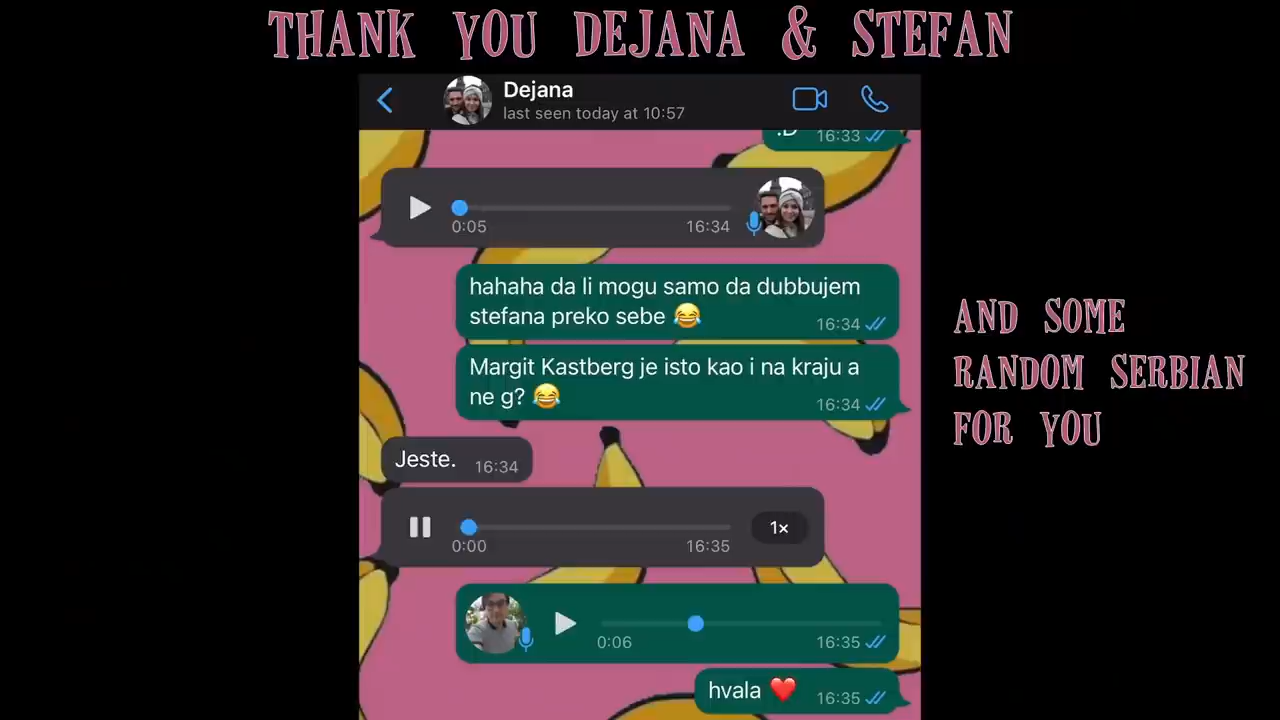 THANK YOU DEJANA & STEFAN
Dejana
last seen today at 10:57
:D 16:33
0:05 16:34
hahaha da li mogu samo da dubbujem
stefana preko sebe 😂 16:34
Margit Kastberg je isto kao i na kraju a
ne g? 😂 16:34
Jeste. 16:34
0:00 16:35
1×
0:06 16:35
hvala ❤️ 16:35
AND SOME
RANDOM SERBIAN
FOR YOU